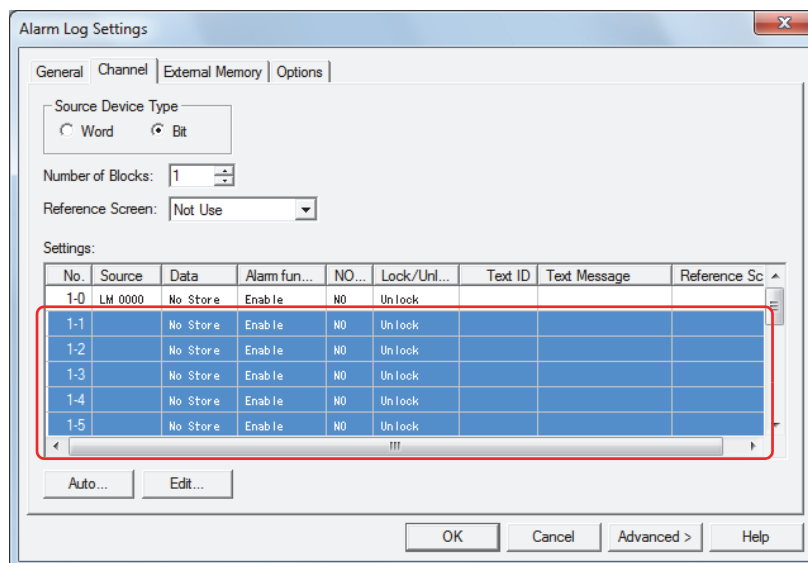 Alarm Log Settings
General Channel External Memory Options
Source Device Type
Word Bit
Number of Blocks: 1
Reference Screen: Not Use
Settings:
No. Source Data Alarm fun... NO... Lock/Unl... Text ID Text Message Reference Sc
1-0 LM 0000 No Store Enable NO Unlock
1-1 No Store Enable NO Unlock
1-2 No Store Enable NO Unlock
1-3 No Store Enable NO Unlock
1-4 No Store Enable NO Unlock
1-5 No Store Enable NO Unlock
Auto... Edit...
OK Cancel Advanced > Help